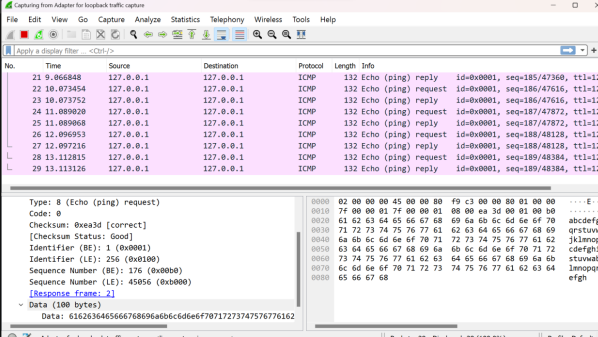 Capturing from Adapter for loopback traffic capture
File Edit View Go Capture Analyze Statistics Telephony Wireless Tools Help
Apply a display filter ... <Ctrl-/>
No. Time Source Destination Protocol Length Info
21 9.066848 127.0.0.1 127.0.0.1 ICMP 132 Echo (ping) reply id=0x0001, seq=185/47360, ttl=12
22 10.073454 127.0.0.1 127.0.0.1 ICMP 132 Echo (ping) request id=0x0001, seq=186/47616, ttl=12
23 10.073752 127.0.0.1 127.0.0.1 ICMP 132 Echo (ping) reply id=0x0001, seq=186/47616, ttl=12
24 11.089020 127.0.0.1 127.0.0.1 ICMP 132 Echo (ping) request id=0x0001, seq=187/47872, ttl=12
25 11.089068 127.0.0.1 127.0.0.1 ICMP 132 Echo (ping) reply id=0x0001, seq=187/47872, ttl=12
26 12.096953 127.0.0.1 127.0.0.1 ICMP 132 Echo (ping) request id=0x0001, seq=188/48128, ttl=12
27 12.097216 127.0.0.1 127.0.0.1 ICMP 132 Echo (ping) reply id=0x0001, seq=188/48128, ttl=12
28 13.112815 127.0.0.1 127.0.0.1 ICMP 132 Echo (ping) request id=0x0001, seq=189/48384, ttl=12
29 13.113126 127.0.0.1 127.0.0.1 ICMP 132 Echo (ping) reply id=0x0001, seq=189/48384, ttl=12
Type: 8 (Echo (ping) request)
Code: 0
Checksum: 0xea3d [correct]
[Checksum Status: Good]
Identifier (BE): 1 (0x0001)
Identifier (LE): 256 (0x0100)
Sequence Number (BE): 176 (0x00b0)
Sequence Number (LE): 45056 (0xb000)
[Response frame: 2]
Data (100 bytes)
Data: 6162636465666768696a6b6c6d6e6f70717273747576776162
0000 02 00 00 00 45 00 00 80 f9 c3 00 00 80 01 00 00 ····E·
0010 7f 00 00 01 7f 00 00 01 08 00 ea 3d 00 01 00 b0
0020 61 62 63 64 65 66 67 68 69 6a 6b 6c 6d 6e 6f 70 abcdefg
0030 71 72 73 74 75 76 77 61 62 63 64 65 66 67 68 69 qrstuvw
0040 6a 6b 6c 6d 6e 6f 70 71 72 73 74 75 76 77 61 62 jklmnop
0050 63 64 65 66 67 68 69 6a 6b 6c 6d 6e 6f 70 71 72 cdefghi
0060 73 74 75 76 77 61 62 63 64 65 66 67 68 69 6a 6b stuvwab
0070 6c 6d 6e 6f 70 71 72 73 74 75 76 77 61 62 63 64 lmnopqr
0080 65 66 67 68 efgh